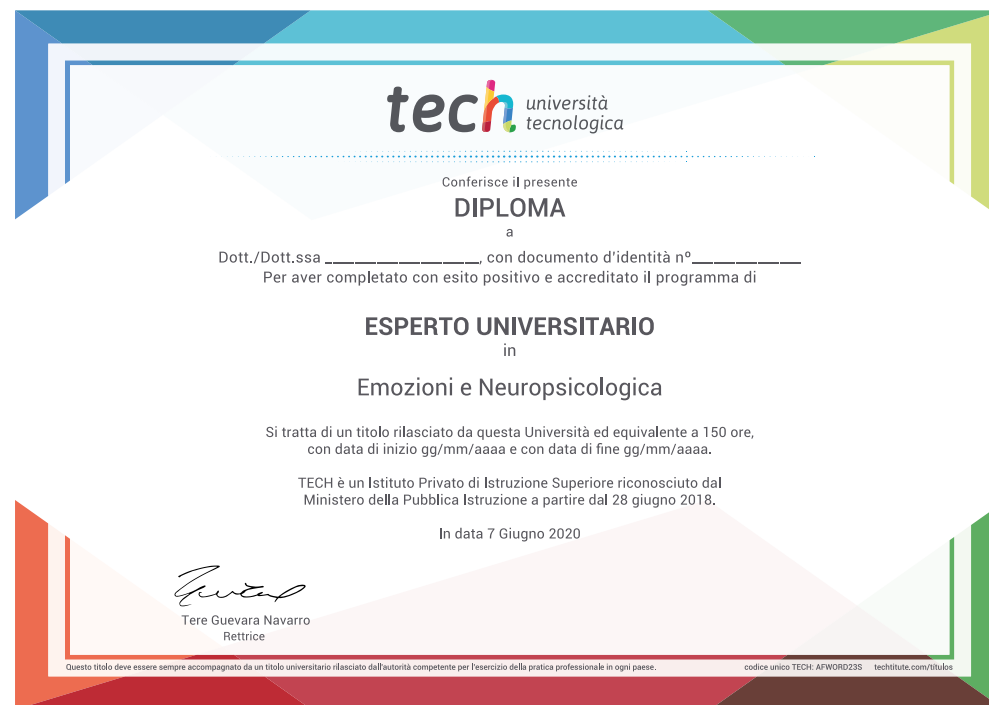 tech università
tecnologica
Conferisce il presente
DIPLOMA
a
Dott./Dott.ssa __________________, con documento d'identità nº_____________
Per aver completato con esito positivo e accreditato il programma di
ESPERTO UNIVERSITARIO
in
Emozioni e Neuropsicologica
Si tratta di un titolo rilasciato da questa Università ed equivalente a 150 ore,
con data di inizio gg/mm/aaaa e con data di fine gg/mm/aaaa.
TECH è un Istituto Privato di Istruzione Superiore riconosciuto dal
Ministero della Pubblica Istruzione a partire dal 28 giugno 2018.
In data 7 Giugno 2020
Tere Guevara Navarro
Rettrice
Questo titolo deve essere sempre accompagnato da un titolo universitario rilasciato dall'autorità competente per l'esercizio della pratica professionale in ogni paese. codice unico TECH: AFWORD23S techtitute.com/titulos